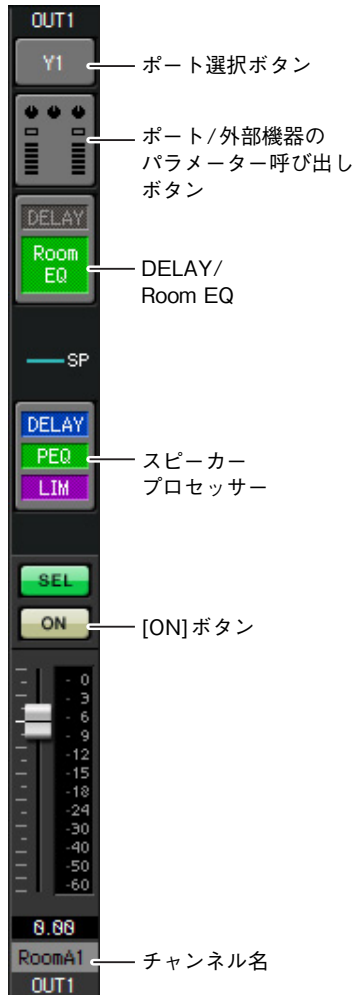 OUT1
Y1
ポート選択ボタン
ポート/外部機器の
パラメーター呼び出し
ボタン
DELAY
Room
EQ
DELAY/
Room EQ
SP
DELAY
PEQ
LIM
スピーカー
プロセッサー
SEL
ON
[ON]ボタン
0
3
6
9
-12
-15
-18
-24
-30
-40
-50
-60
0.00
RoomA1
チャンネル名
OUT1